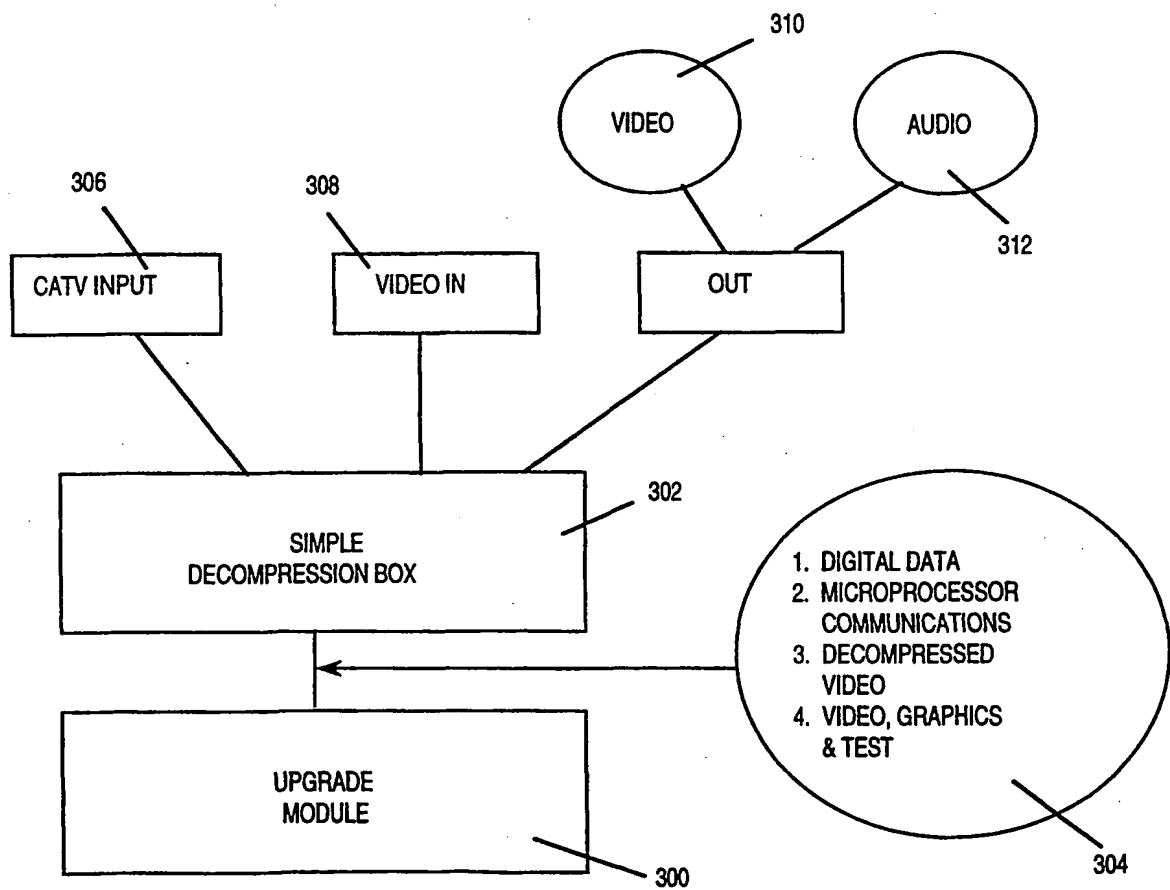 310
VIDEO
AUDIO
306
308
312
CATV INPUT
VIDEO IN
OUT
302
SIMPLE
DECOMPRESSION BOX
1. DIGITAL DATA
2. MICROPROCESSOR
COMMUNICATIONS
3. DECOMPRESSED
VIDEO
4. VIDEO, GRAPHICS
& TEST
UPGRADE
MODULE
300
304